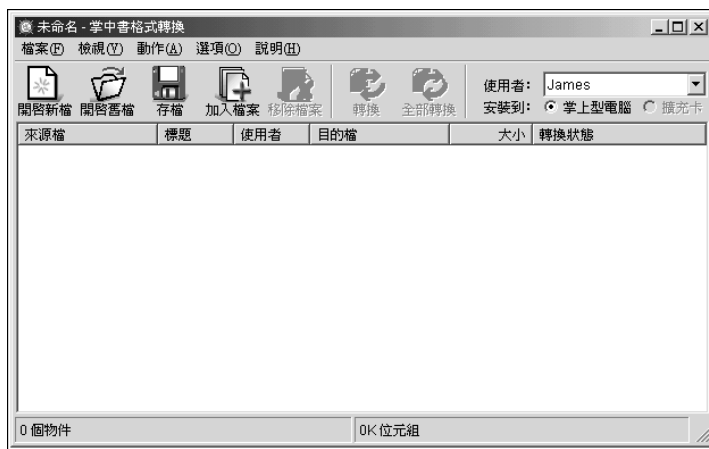 未命名 - 掌中書格式轉換
檔案(F) 檢視(V) 動作(A) 選項(O) 說明(H)
開啓新檔 開啓舊檔 存檔 加入檔案 移除檔案 轉換 全部轉換
使用者: James
安裝到: 掌上型電腦 擴充卡
來源檔 標題 使用者 目的檔 大小 轉換狀態
0 個物件 0K 位元組